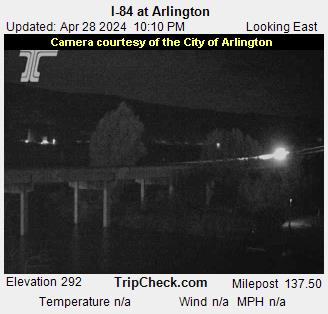 I-84 at Arlington
Updated: Apr 28 2024 10:10 PM Looking East
Camera courtesy of the City of Arlington
Elevation 292 TripCheck.com Milepost 137.50
Temperature n/a Wind n/a MPH n/a